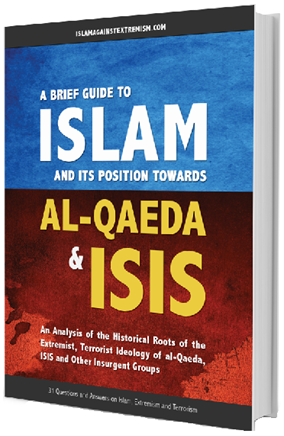 ISLAMAGAINSTEXTREMISM.COM
A BRIEF GUIDE TO
ISLAM
AND ITS POSITION TOWARDS
AL-QAEDA
& ISIS
An Analysis of the Historical Roots of the
Extremist, Terrorist Ideology of al-Qaeda,
ISIS and Other Insurgent Groups
31 Questions and Answers on Islam, Extremism and Terrorism